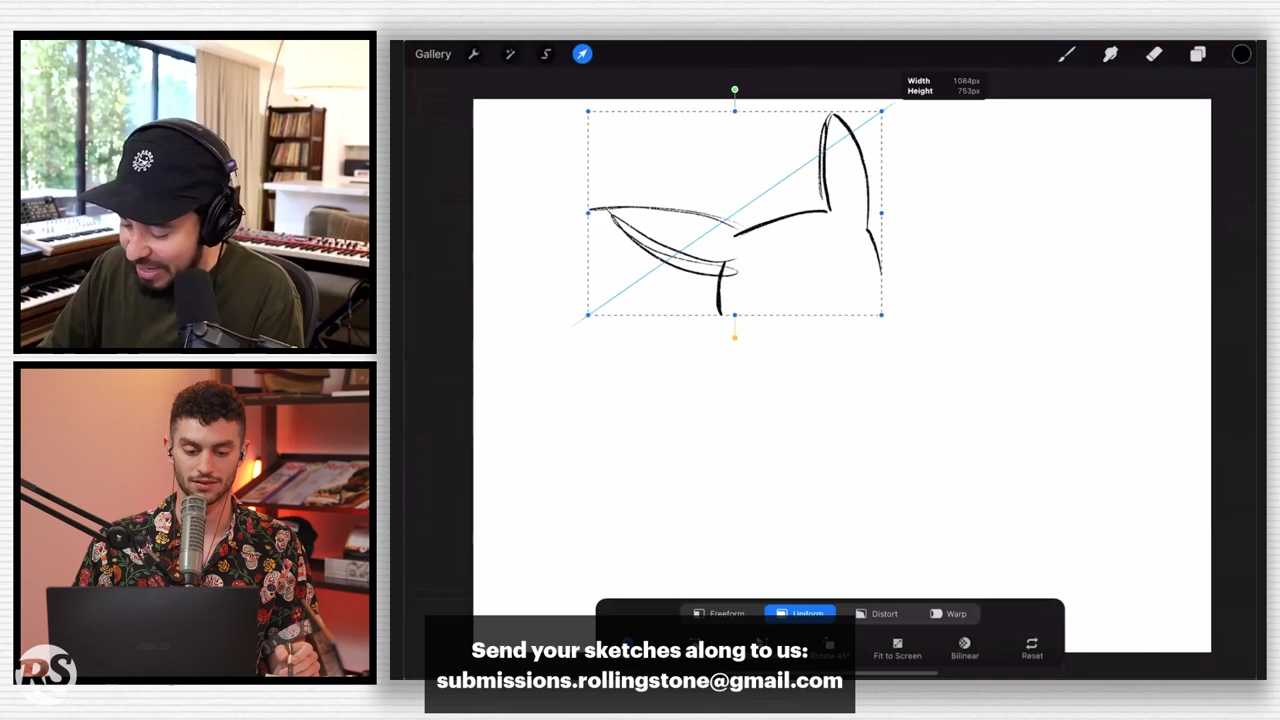 Gallery
Width 1084px
Height 753px
Freeform Uniform Distort Warp
Fit to Screen Bilinear Reset
Send your sketches along to us:
submissions.rollingstone@gmail.com
RS